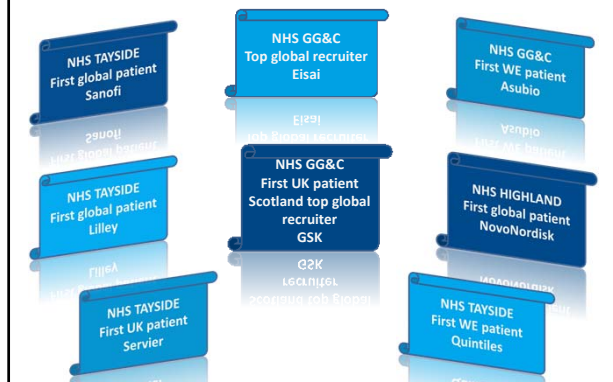 NHS TAYSIDE
First global patient
Sanofi
NHS GG&C
Top global recruiter
Eisai
NHS GG&C
First WE patient
Asubio
NHS TAYSIDE
First global patient
Lilley
NHS GG&C
First UK patient
Scotland top global
recruiter
GSK
NHS HIGHLAND
First global patient
NovoNordisk
NHS TAYSIDE
First UK patient
Servier
NHS TAYSIDE
First WE patient
Quintiles